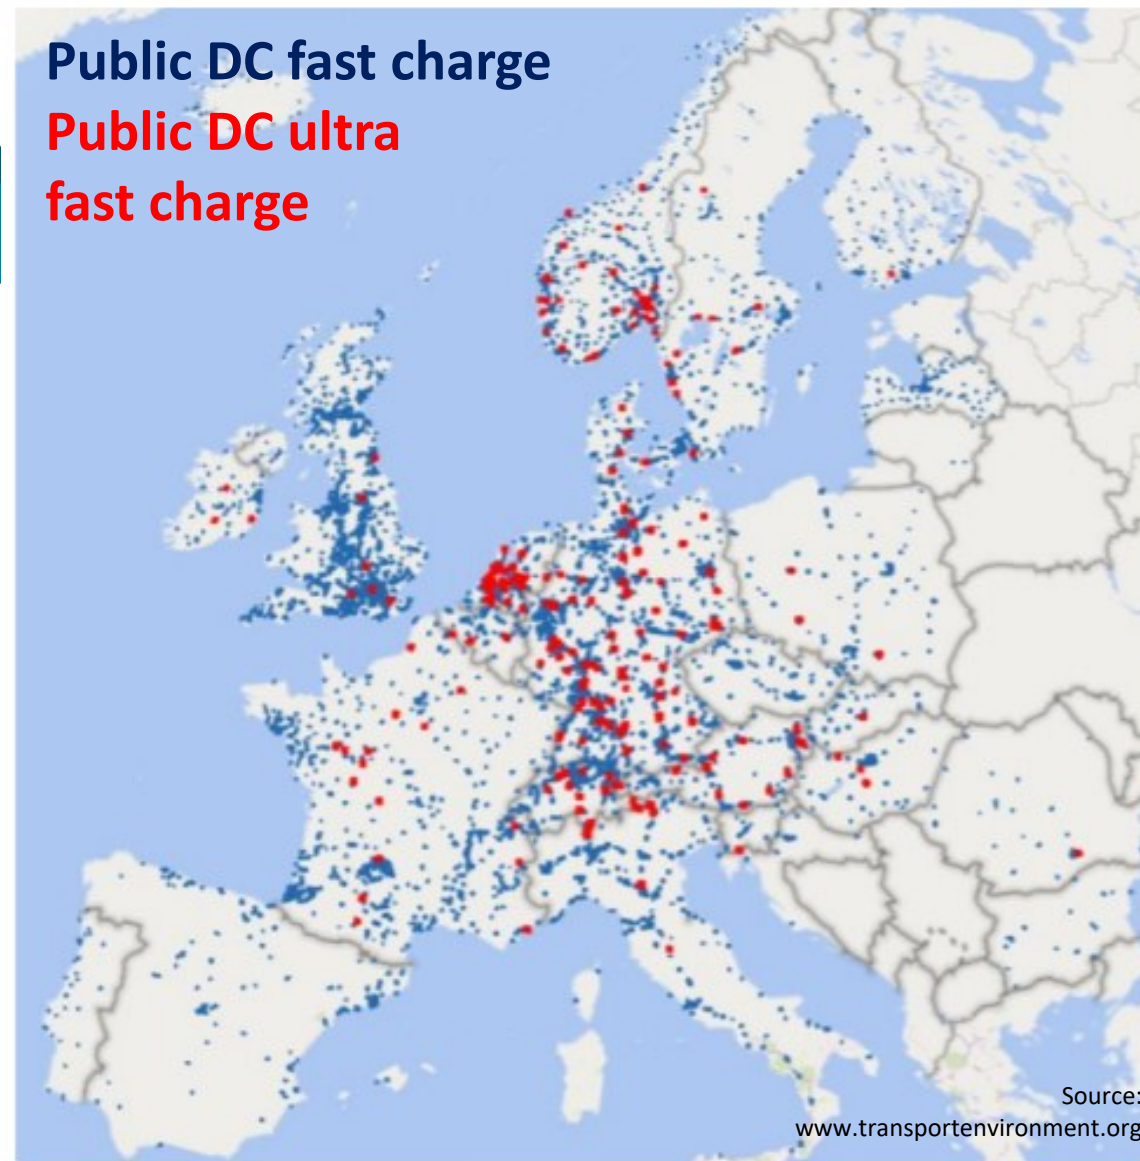 Public DC fast charge
Public DC ultra
fast charge
Source:
www.transportenvironment.org